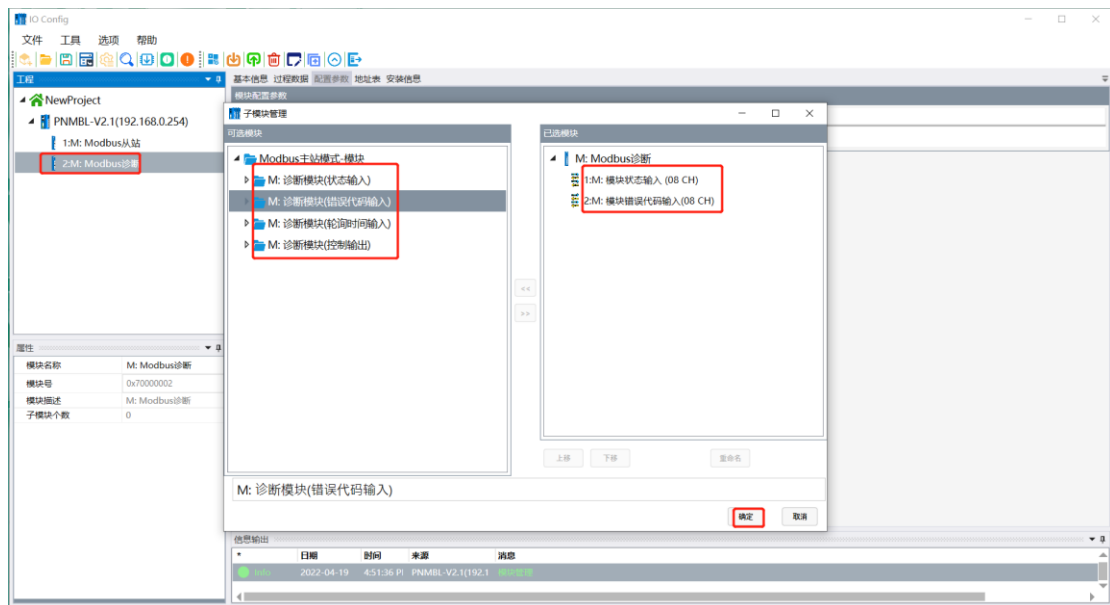 IO Config
文件 工具 选项 帮助
工程
NewProject
PNMBL-V2.1(192.168.0.254)
1:M: Modbus从站
2:M: Modbus诊断
基本信息 过程数据 配置参数 地址表 安装信息
模块配置参数
子模块管理
可选模块
Modbus主站模式-模块
M: 诊断模块(状态输入)
M: 诊断模块(错误代码输入)
M: 诊断模块(轮询时间输入)
M: 诊断模块(控制输出)
<<
>>
已选模块
M: Modbus诊断
1:M: 模块状态输入 (08 CH)
2:M: 模块错误代码输入(08 CH)
上移 下移 重命名
M: 诊断模块(错误代码输入)
确定 取消
属性
模块名称 M: Modbus诊断
模块号 0x70000002
模块描述 M: Modbus诊断
子模块个数 0
信息输出
* 日期 时间 来源 消息
Info 2022-04-19 4:51:36 PI PNMBL-V2.1(192.1 模块管理